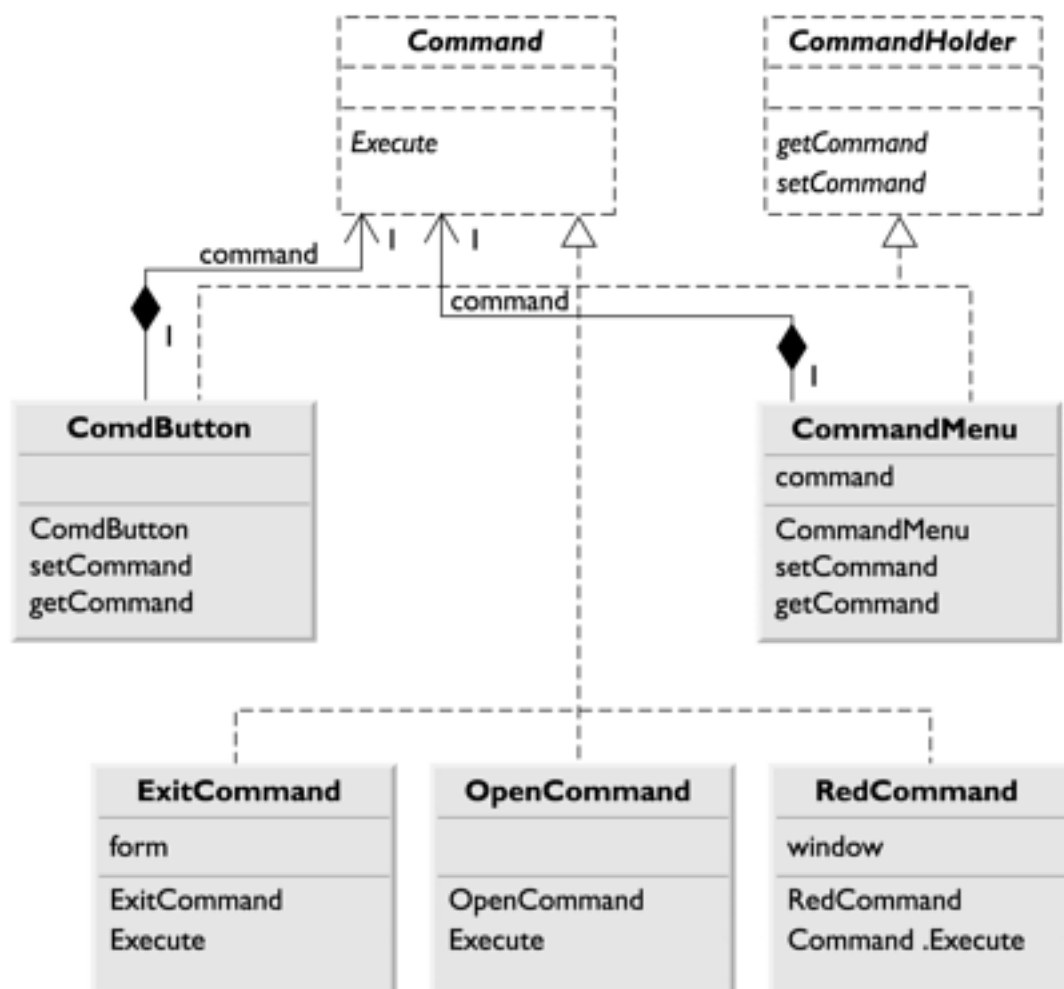 Command
CommandHolder
Execute
getCommand
setCommand
command
1
1
command
1
1
ComdButton
ComdButton
setCommand
getCommand
CommandMenu
command
CommandMenu
setCommand
getCommand
ExitCommand
form
ExitCommand
Execute
OpenCommand
OpenCommand
Execute
RedCommand
window
RedCommand
Command .Execute